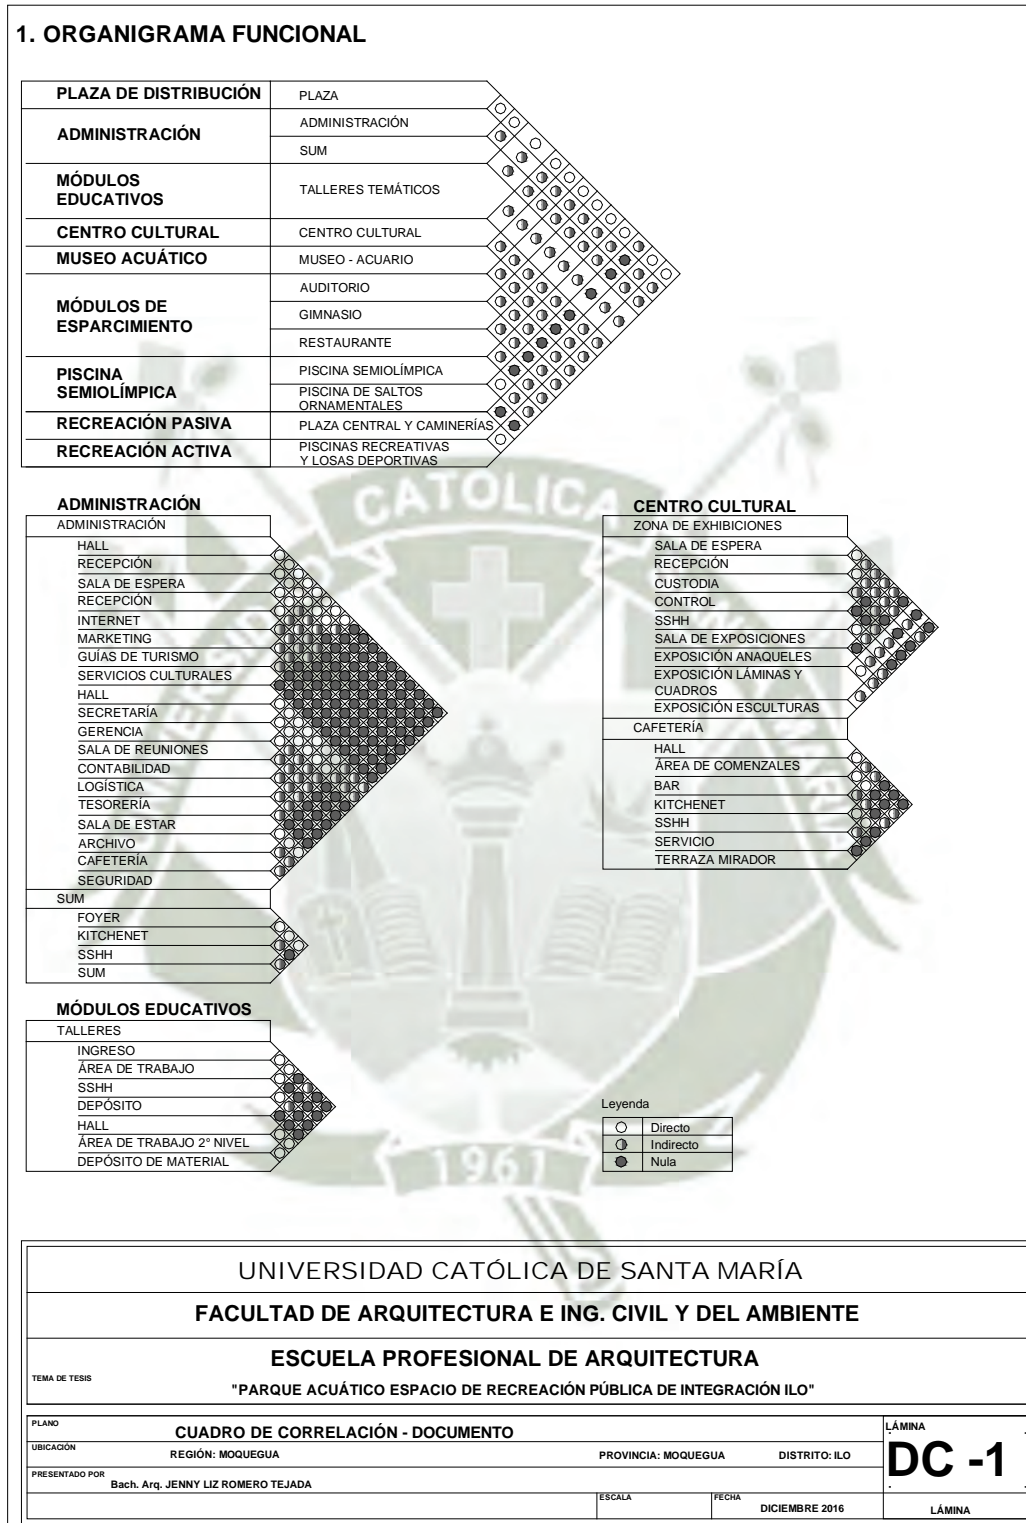 1. ORGANIGRAMA FUNCIONAL
PLAZA DE DISTRIBUCIÓN
PLAZA
ADMINISTRACIÓN
ADMINISTRACIÓN
SUM
MÓDULOS
EDUCATIVOS
TALLERES TEMÁTICOS
CENTRO CULTURAL
CENTRO CULTURAL
MUSEO ACUÁTICO
MUSEO - ACUARIO
MÓDULOS DE
ESPARCIMIENTO
AUDITORIO
GIMNASIO
RESTAURANTE
PISCINA
SEMIOLÍMPICA
PISCINA SEMIOLÍMPICA
PISCINA DE SALTOS
ORNAMENTALES
RECREACIÓN PASIVA
PLAZA CENTRAL Y CAMINERÍAS
RECREACIÓN ACTIVA
PISCINAS RECREATIVAS
Y LOSAS DEPORTIVAS
ADMINISTRACIÓN
ADMINISTRACIÓN
HALL
RECEPCIÓN
SALA DE ESPERA
RECEPCIÓN
INTERNET
MARKETING
GUÍAS DE TURISMO
SERVICIOS CULTURALES
HALL
SECRETARÍA
GERENCIA
SALA DE REUNIONES
CONTABILIDAD
LOGÍSTICA
TESORERÍA
SALA DE ESTAR
ARCHIVO
CAFETERÍA
SEGURIDAD
SUM
FOYER
KITCHENET
SSHH
SUM
MÓDULOS EDUCATIVOS
TALLERES
INGRESO
ÁREA DE TRABAJO
SSHH
DEPÓSITO
HALL
ÁREA DE TRABAJO 2° NIVEL
DEPÓSITO DE MATERIAL
CENTRO CULTURAL
ZONA DE EXHIBICIONES
SALA DE ESPERA
RECEPCIÓN
CUSTODIA
CONTROL
SSHH
SALA DE EXPOSICIONES
EXPOSICIÓN ANAQUELES
EXPOSICIÓN LÁMINAS Y
CUADROS
EXPOSICIÓN ESCULTURAS
CAFETERÍA
HALL
ÁREA DE COMENZALES
BAR
KITCHENET
SSHH
SERVICIO
TERRAZA MIRADOR
Leyenda
Directo
Indirecto
Nula
CATOLICA
1961
UNIVERSIDAD CATÓLICA DE SANTA MARÍA
FACULTAD DE ARQUITECTURA E ING. CIVIL Y DEL AMBIENTE
ESCUELA PROFESIONAL DE ARQUITECTURA
TEMA DE TESIS
"PARQUE ACUÁTICO ESPACIO DE RECREACIÓN PÚBLICA DE INTEGRACIÓN ILO"
PLANO
CUADRO DE CORRELACIÓN - DOCUMENTO
UBICACIÓN
REGIÓN: MOQUEGUA
PROVINCIA: MOQUEGUA
DISTRITO: ILO
PRESENTADO POR
Bach. Arq. JENNY LIZ ROMERO TEJADA
ESCALA
FECHA
DICIEMBRE 2016
LÁMINA
DC -1
LÁMINA